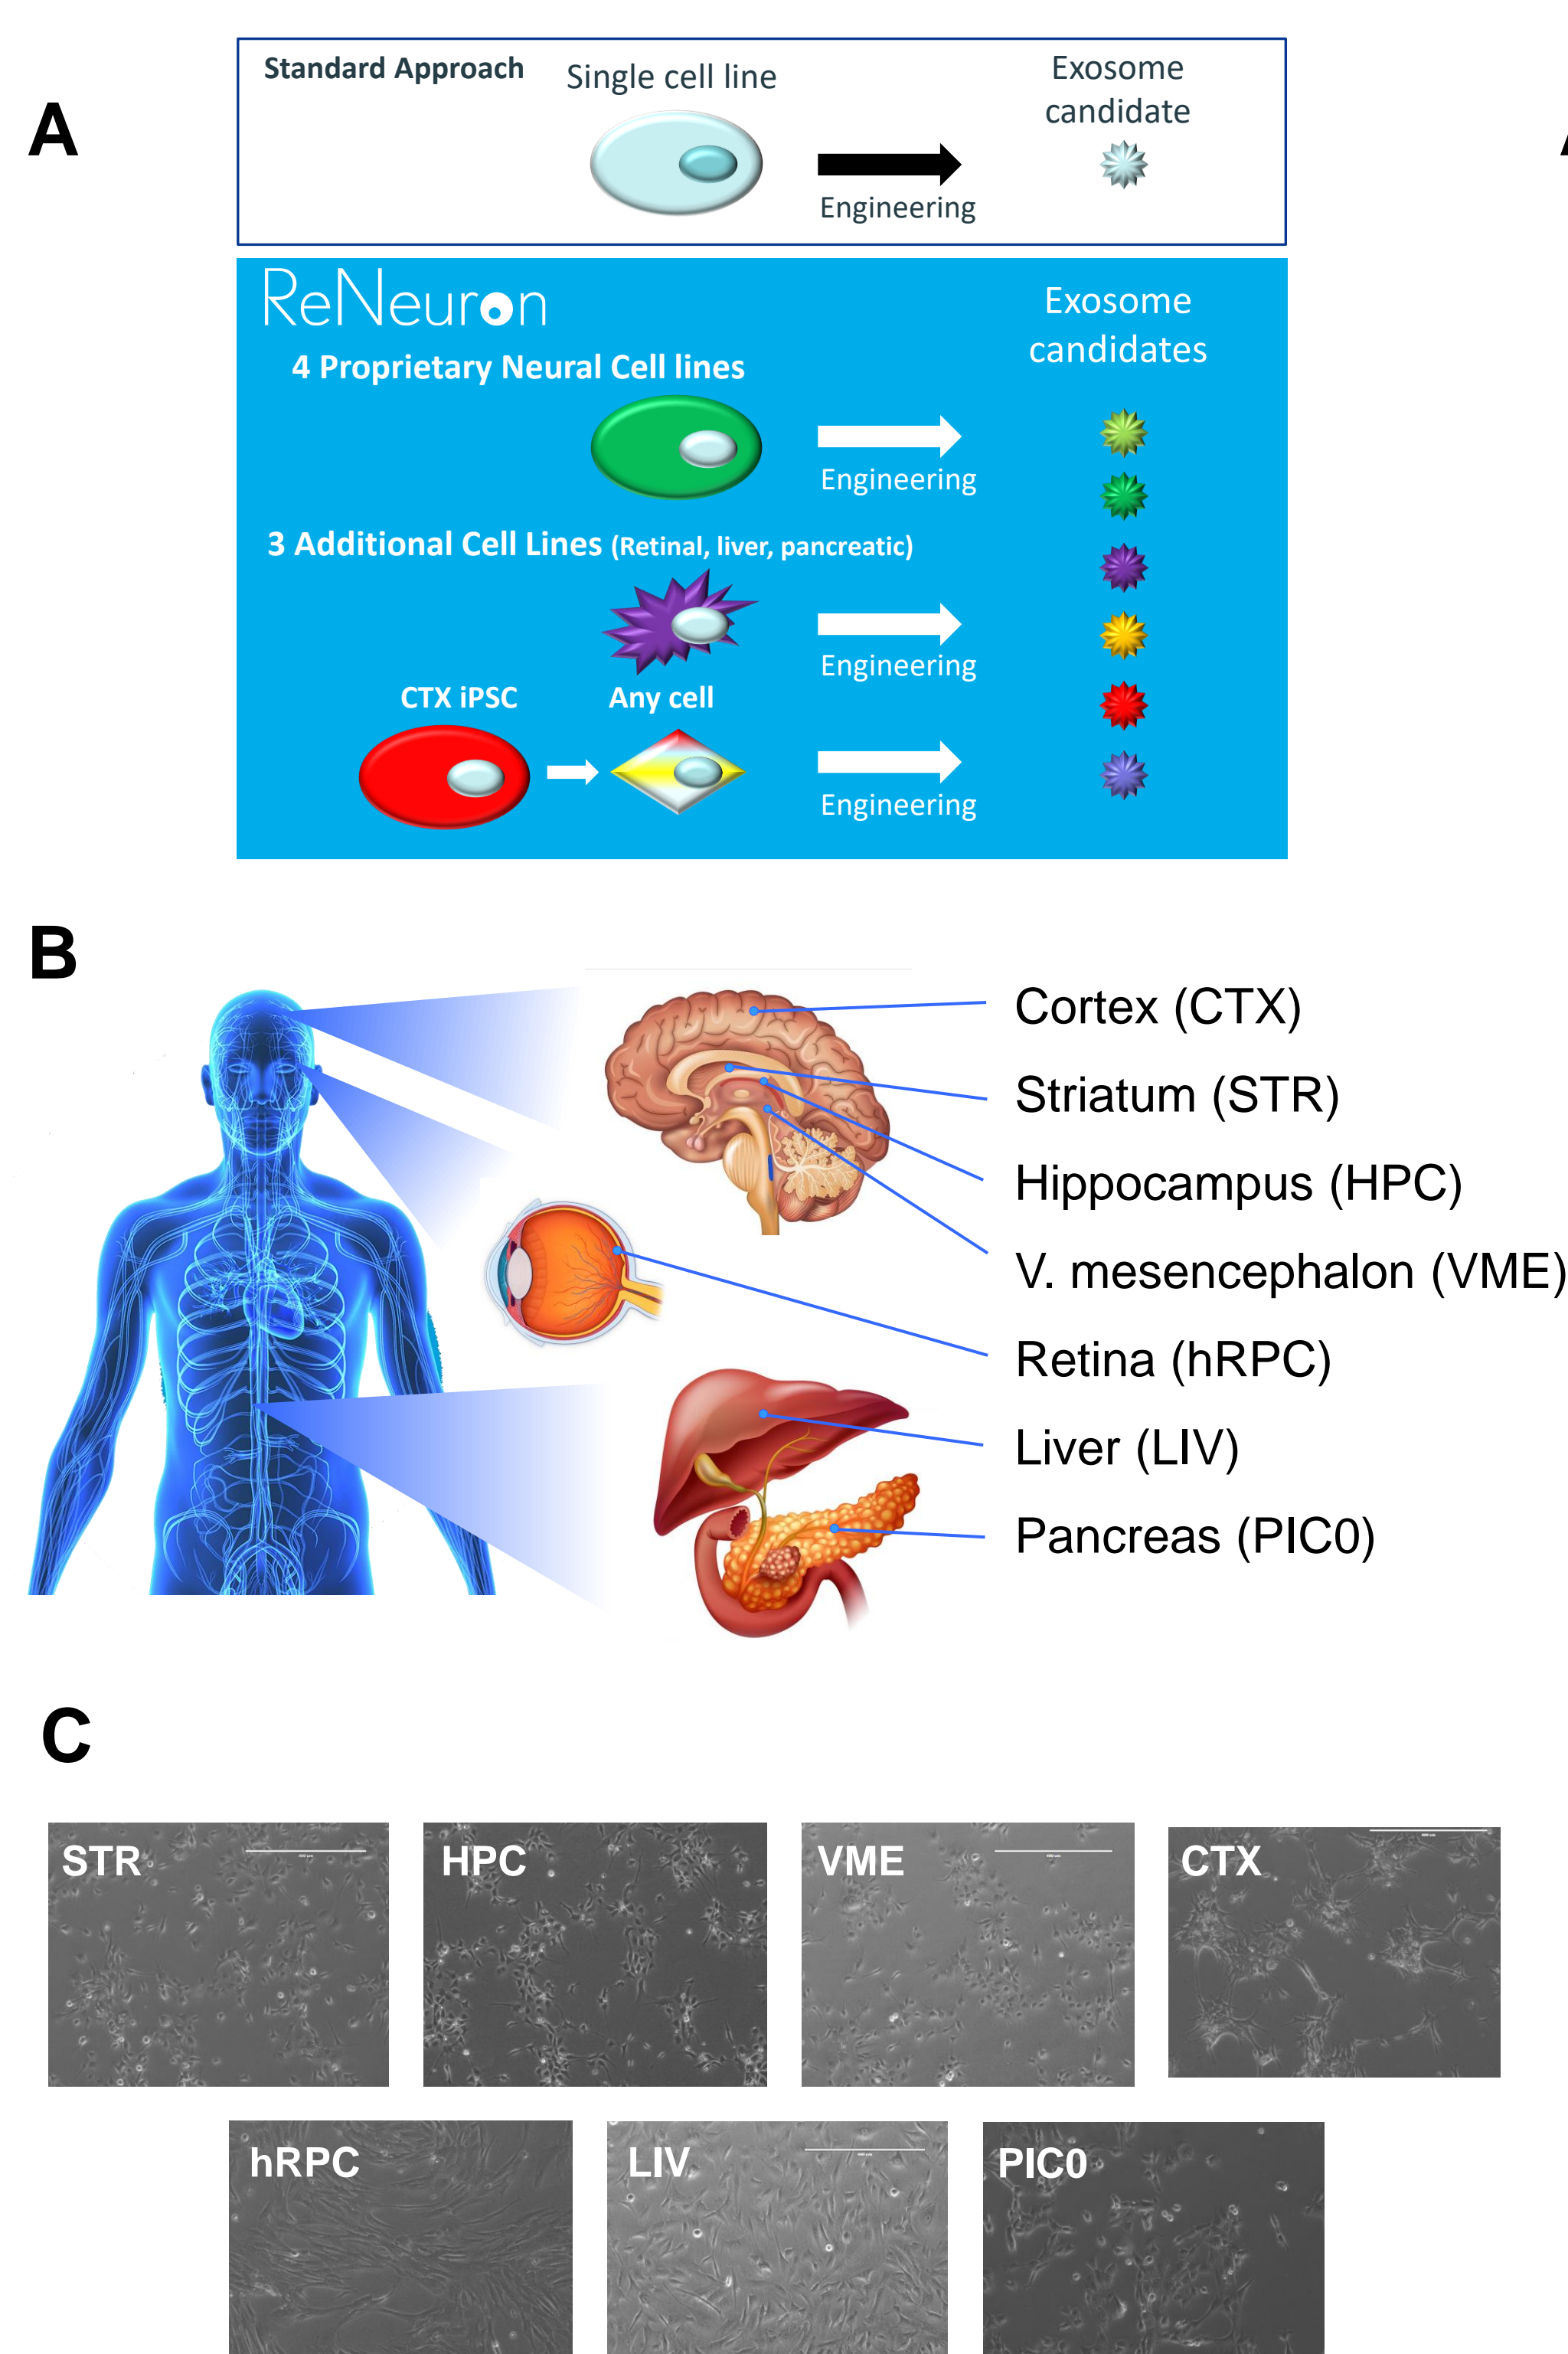 A
Standard Approach
Single cell line
Exosome
candidate
Engineering
ReNeuron
Exosome
candidates
4 Proprietary Neural Cell lines
Engineering
3 Additional Cell Lines (Retinal, liver, pancreatic)
Engineering
CTX iPSC
Any cell
Engineering
B
Cortex (CTX)
Striatum (STR)
Hippocampus (HPC)
V. mesencephalon (VME)
Retina (hRPC)
Liver (LIV)
Pancreas (PIC0)
C
STR
HPC
VME
CTX
hRPC
LIV
PIC0